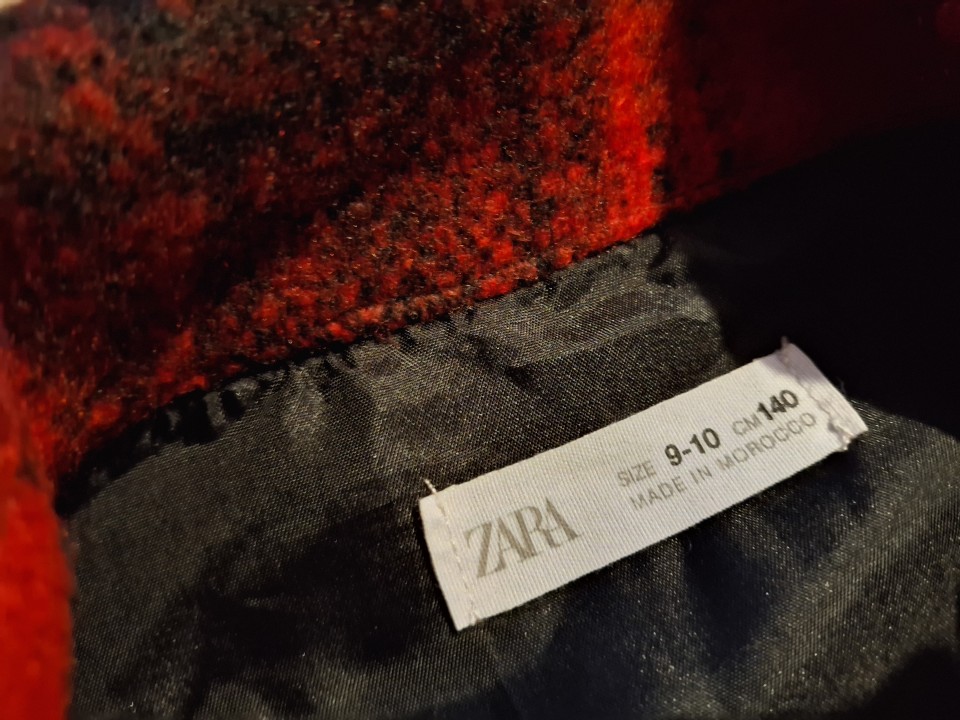 ZARA
SIZE 9-10 CM 140
MADE IN MOROCCO